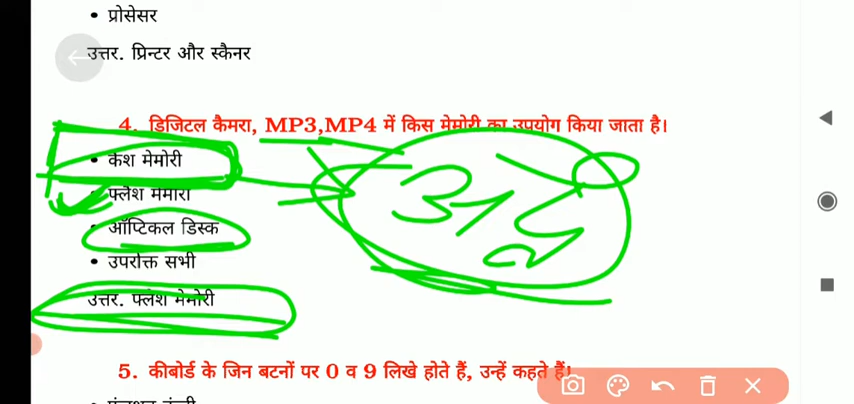 • प्रोसेसर
उत्तर. प्रिन्टर और स्कैनर
4. डिजिटल कैमरा, MP3,MP4 में किस मेमोरी का उपयोग किया जाता है।
• कैश मेमोरी
• फ्लैश मेमोरी
• ऑप्टिकल डिस्क
• उपरोक्त सभी
उत्तर. फ्लैश मेमोरी
5. कीबोर्ड के जिन बटनों पर 0 व 9 लिखे होते हैं, उन्हें कहते हैं।